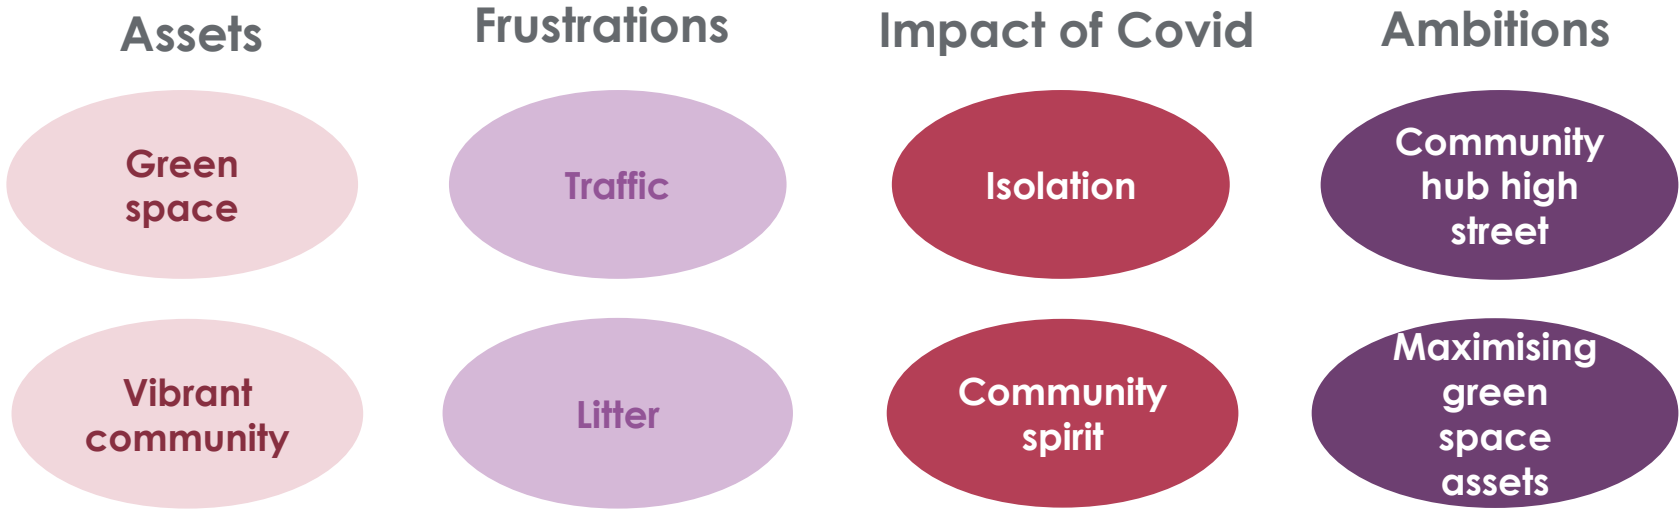 Assets
Frustrations
Impact of Covid
Ambitions
Green
space
Traffic
Isolation
Community
hub high
street
Vibrant
community
Litter
Community
spirit
Maximising
green
space
assets